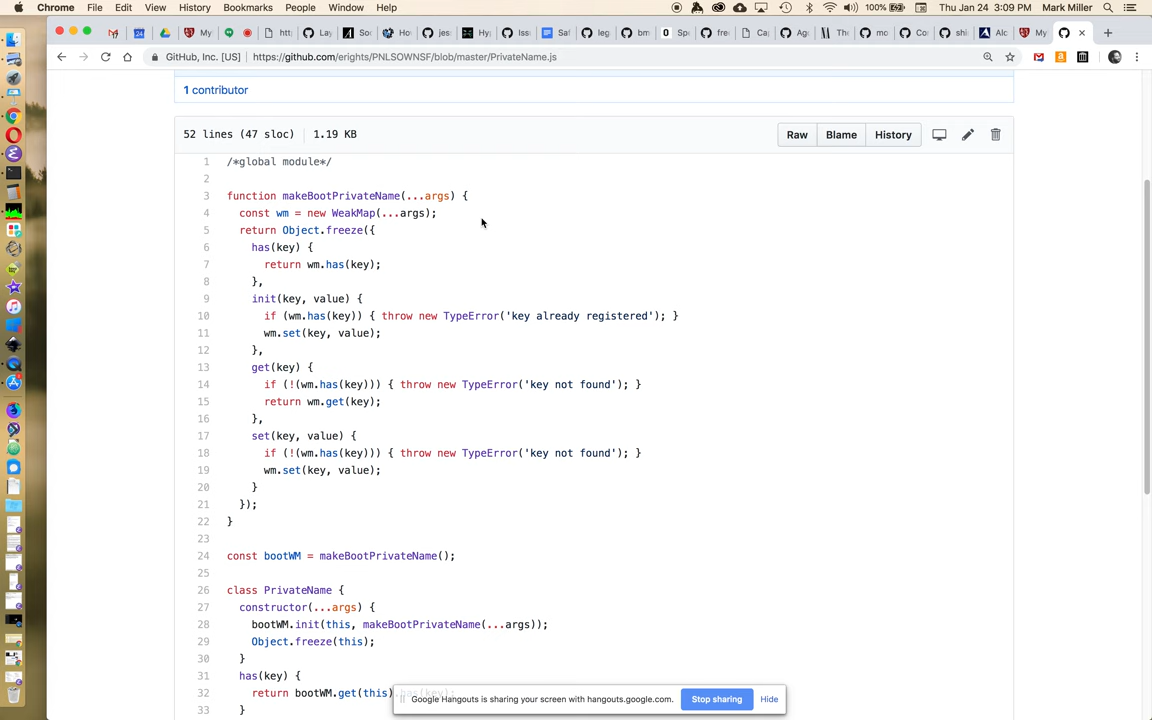 Chrome File Edit View History Bookmarks People Window Help 100% Thu Jan 24 3:09 PM Mark Miller
My
GitHub, Inc. [US] https://github.com/erights/PNLSOWNSF/blob/master/PrivateName.js
1 contributor
52 lines (47 sloc) 1.19 KB Raw Blame History
1 /*global module*/
2
3 function makeBootPrivateName(...args) {
4 const wm = new WeakMap(...args);
5 return Object.freeze({
6 has(key) {
7 return wm.has(key);
8 },
9 init(key, value) {
10 if (wm.has(key)) { throw new TypeError('key already registered'); }
11 wm.set(key, value);
12 },
13 get(key) {
14 if (!(wm.has(key))) { throw new TypeError('key not found'); }
15 return wm.get(key);
16 },
17 set(key, value) {
18 if (!(wm.has(key))) { throw new TypeError('key not found'); }
19 wm.set(key, value);
20 }
21 });
22 }
23
24 const bootWM = makeBootPrivateName();
25
26 class PrivateName {
27 constructor(...args) {
28 bootWM.init(this, makeBootPrivateName(...args));
29 Object.freeze(this);
30 }
31 has(key) {
32 return bootWM.get(this).has(key);
33 }
Google Hangouts is sharing your screen with hangouts.google.com. Stop sharing Hide